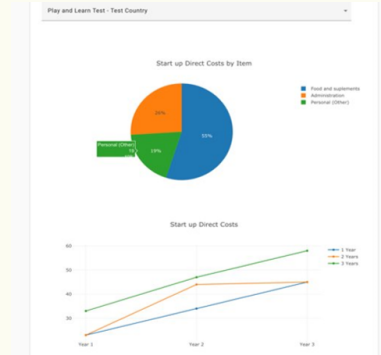 Play and Learn Test - Test Country
Start up Direct Costs by Item
Food and suplements
Administration
Personal (Other)
26%
55%
19%
Personal (Other)
Start up Direct Costs
60
50
40
30
1 Year
2 Years
3 Years
Year 1
Year 2
Year 3